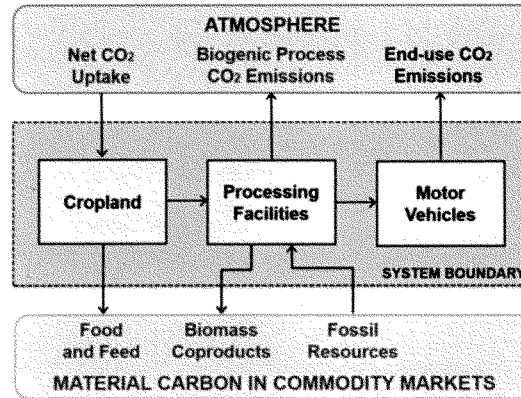 ATMOSPHERE
Net CO₂
Uptake
Biogenic Process
CO₂ Emissions
End-use CO₂
Emissions
Cropland
Processing
Facilities
Motor
Vehicles
SYSTEM BOUNDARY
Food
and Feed
Biomass
Coproducts
Fossil
Resources
MATERIAL CARBON IN COMMODITY MARKETS